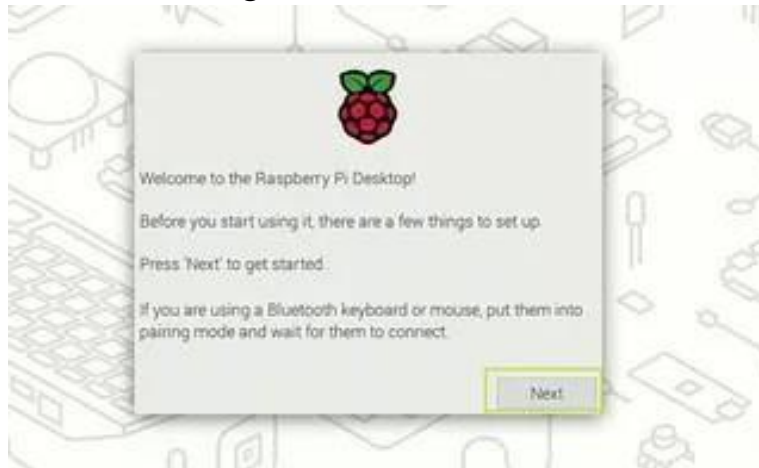 Welcome to the Raspberry Pi Desktop!
Before you start using it, there are a few things to set up.
Press 'Next' to get started.
If you are using a Bluetooth keyboard or mouse, put them into
pairing mode and wait for them to connect.
Next